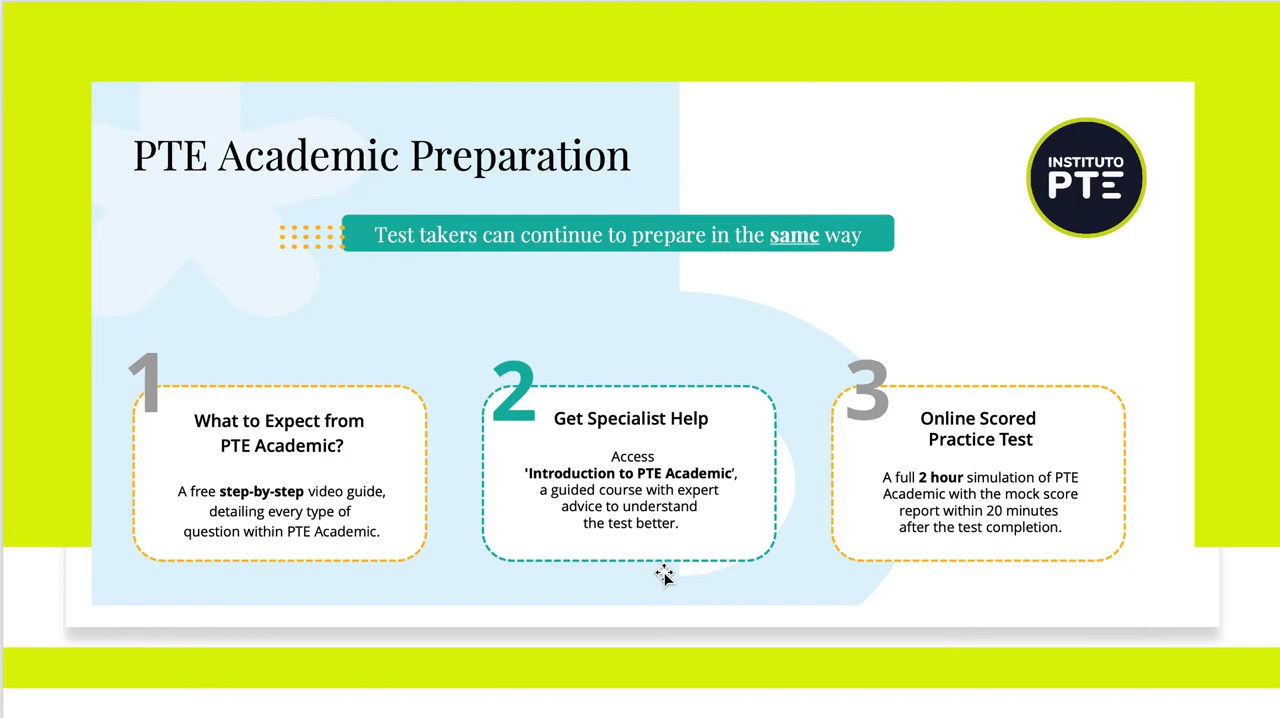 PTE Academic Preparation
INSTITUTO
PTE
Test takers can continue to prepare in the same way
1
What to Expect from
PTE Academic?
A free step-by-step video guide,
detailing every type of
question within PTE Academic.
2
Get Specialist Help
Access
'Introduction to PTE Academic’,
a guided course with expert
advice to understand
the test better.
3
Online Scored
Practice Test
A full 2 hour simulation of PTE
Academic with the mock score
report within 20 minutes
after the test completion.